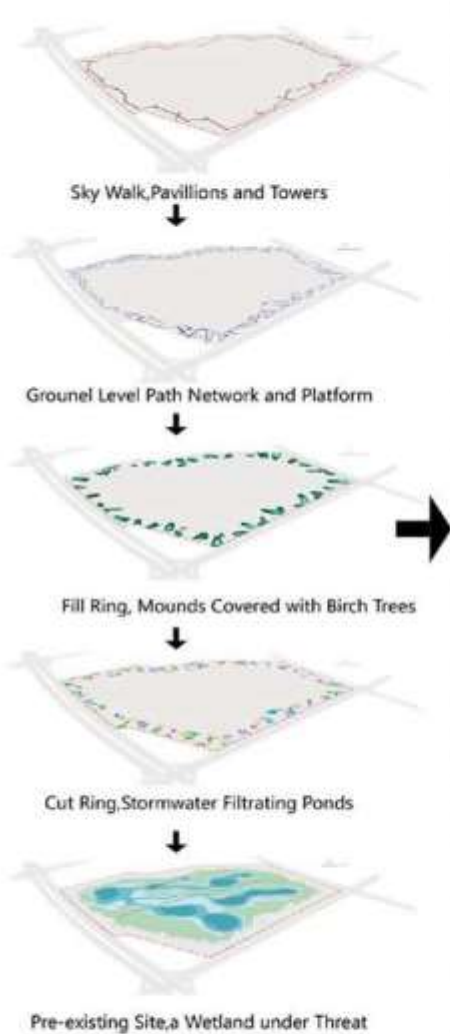 Sky Walk,Pavillions and Towers
Grounel Level Path Network and Platform
Fill Ring, Mounds Covered with Birch Trees
Cut Ring,Stormwater Filtrating Ponds
Pre-existing Site,a Wetland under Threat